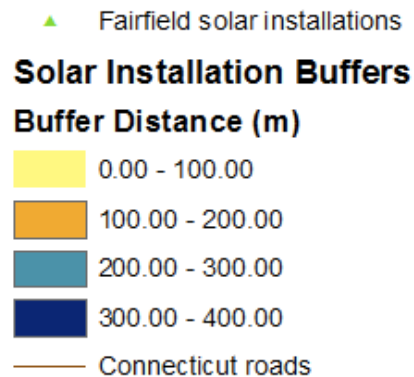 Fairfield solar installations
Solar Installation Buffers
Buffer Distance (m)
0.00 - 100.00
100.00 - 200.00
200.00 - 300.00
300.00 - 400.00
Connecticut roads